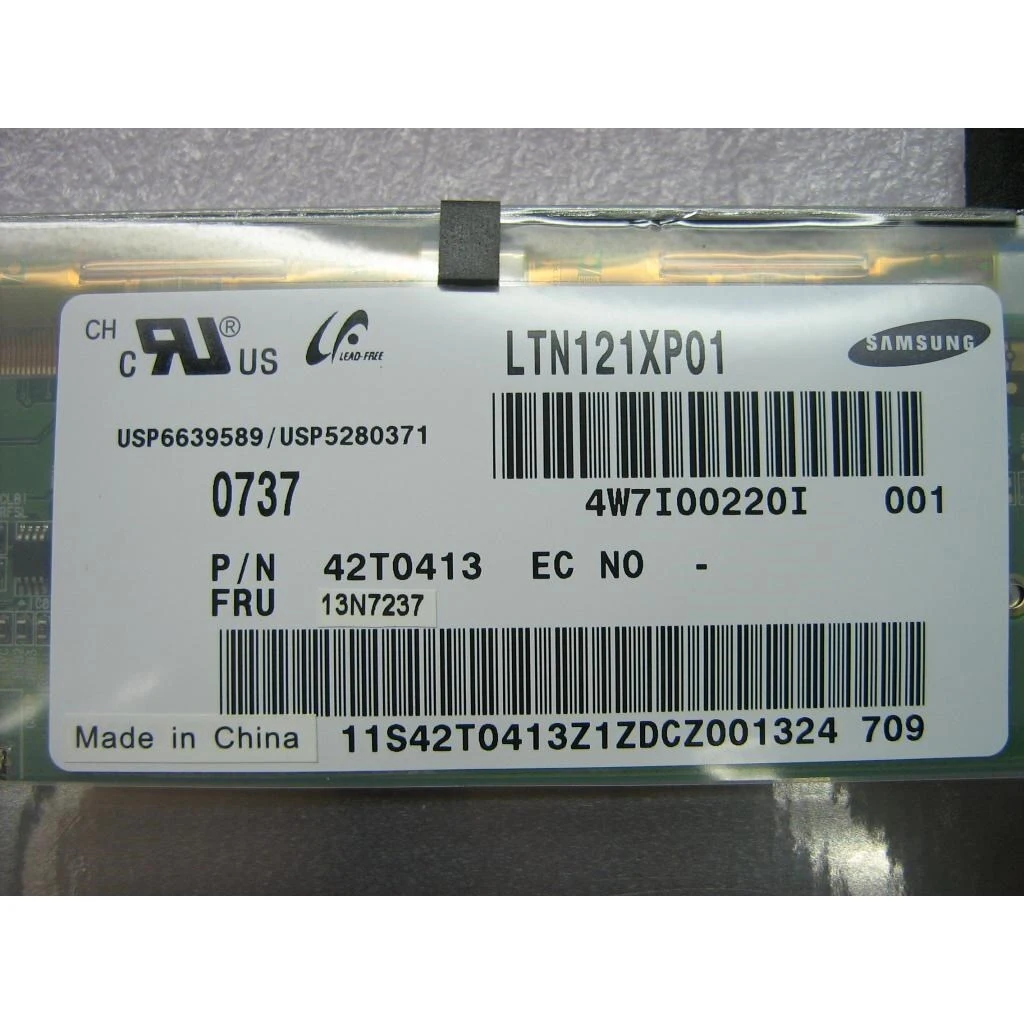 CH
C RU ® US
LEAD-FREE
LTN121XP01
SAMSUNG
USP6639589/USP5280371
0737
4W7I00220I 001
P/N 42T0413 EC NO -
FRU 13N7237
Made in China
11S42T0413Z1ZDCZ001324 709